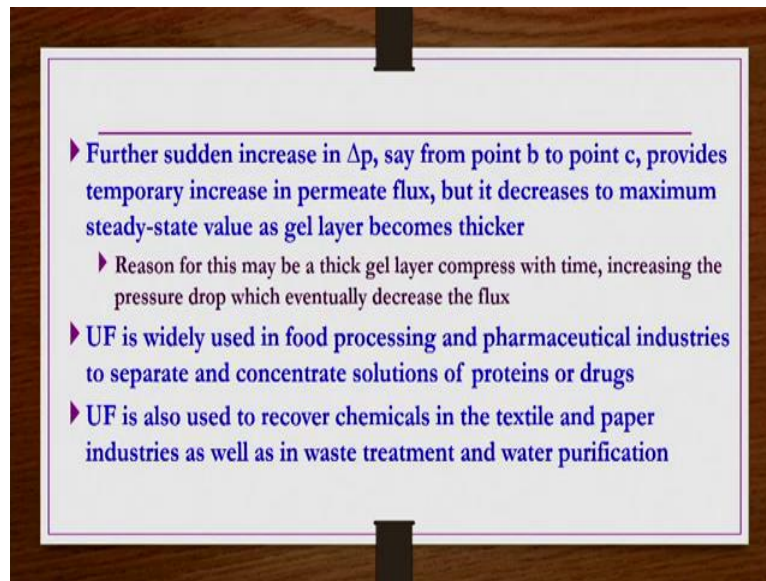 Further sudden increase in Δp, say from point b to point c, provides
temporary increase in permeate flux, but it decreases to maximum
steady-state value as gel layer becomes thicker
Reason for this may be a thick gel layer compress with time, increasing the
pressure drop which eventually decrease the flux
UF is widely used in food processing and pharmaceutical industries
to separate and concentrate solutions of proteins or drugs
UF is also used to recover chemicals in the textile and paper
industries as well as in waste treatment and water purification